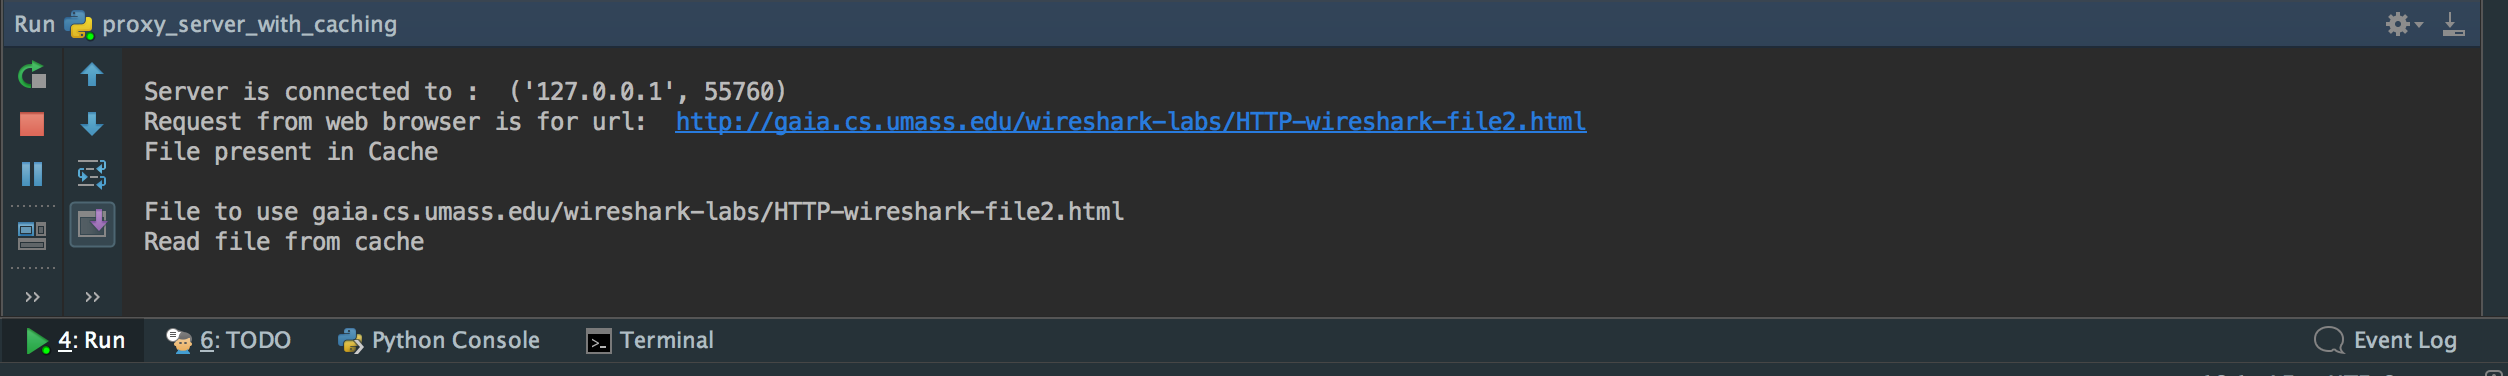 Run proxy_server_with_caching
Server is connected to :  ('127.0.0.1', 55760)
Request from web browser is for url:  http://gaia.cs.umass.edu/wireshark-labs/HTTP-wireshark-file2.html
File present in Cache
File to use gaia.cs.umass.edu/wireshark-labs/HTTP-wireshark-file2.html
Read file from cache
4: Run 6: TODO Python Console Terminal Event Log